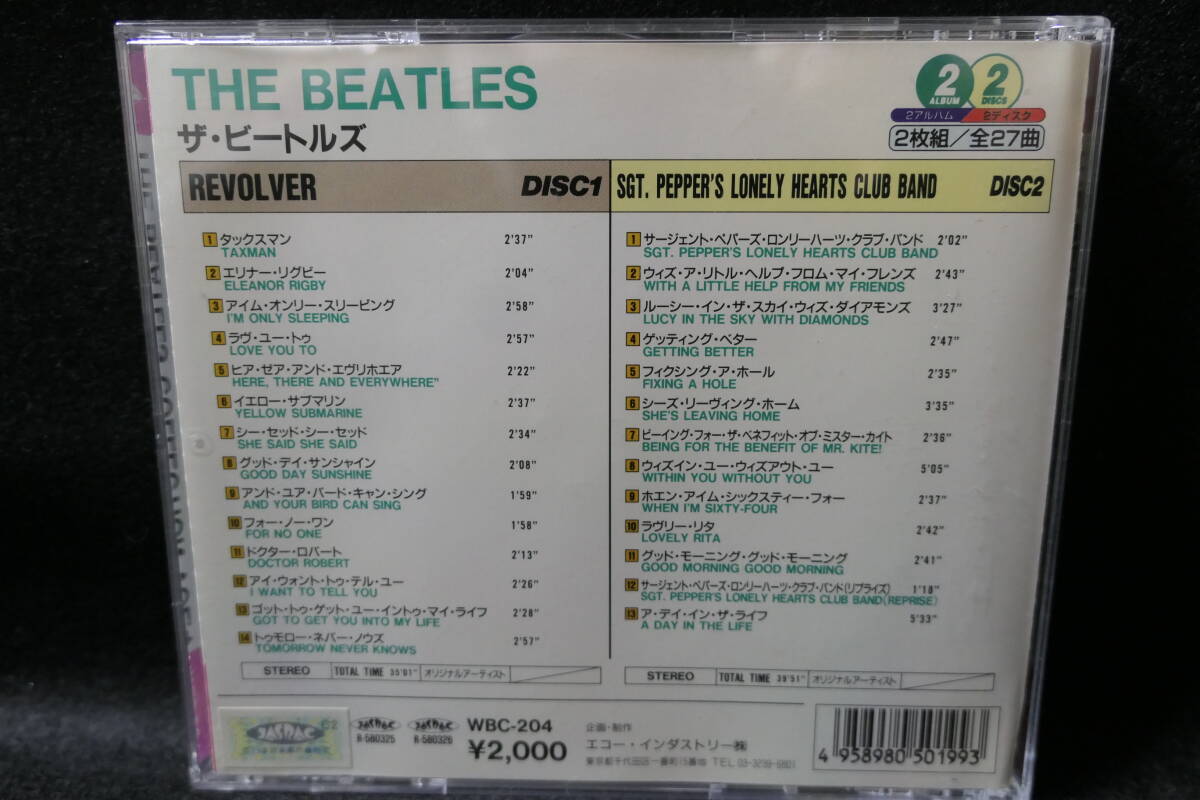 THE BEATLES
ザ・ビートルズ
2 ALBUM 2 DISCS
2アルバム 2ディスク
2枚組/全27曲
REVOLVER DISC1
1 タックスマン 2'37"
TAXMAN
2 エリナー・リグビー 2'04"
ELEANOR RIGBY
3 アイム・オンリー・スリーピング 2'58"
I'M ONLY SLEEPING
4 ラヴ・ユー・トゥ 2'57"
LOVE YOU TO
5 ヒア・ゼア・アンド・エヴリホエア 2'22"
HERE, THERE AND EVERYWHERE"
6 イエロー・サブマリン 2'37"
YELLOW SUBMARINE
7 シー・セッド・シー・セッド 2'34"
SHE SAID SHE SAID
8 グッド・デイ・サンシャイン 2'08"
GOOD DAY SUNSHINE
9 アンド・ユア・バード・キャン・シング 1'59"
AND YOUR BIRD CAN SING
10 フォー・ノー・ワン 1'58"
FOR NO ONE
11 ドクター・ロバート 2'13"
DOCTOR ROBERT
12 アイ・ウォント・トゥ・テル・ユー 2'26"
I WANT TO TELL YOU
13 ゴット・トゥ・ゲット・ユー・イントゥ・マイ・ライフ 2'28"
GOT TO GET YOU INTO MY LIFE
14 トゥモロー・ネバー・ノウズ 2'57"
TOMORROW NEVER KNOWS
STEREO TOTAL TIME 35'01" オリジナルアーティスト
SGT. PEPPER'S LONELY HEARTS CLUB BAND DISC2
1 サージェント・ペパーズ・ロンリーハーツ・クラブ・バンド 2'02"
SGT. PEPPER'S LONELY HEARTS CLUB BAND
2 ウィズ・ア・リトル・ヘルプ・フロム・マイ・フレンズ 2'43"
WITH A LITTLE HELP FROM MY FRIENDS
3 ルーシー・イン・ザ・スカイ・ウィズ・ダイアモンズ 3'27"
LUCY IN THE SKY WITH DIAMONDS
4 ゲッティング・ベター 2'47"
GETTING BETTER
5 フィクシング・ア・ホール 2'35"
FIXING A HOLE
6 シーズ・リーヴィング・ホーム 3'35"
SHE'S LEAVING HOME
7 ビーイング・フォー・ザ・ベネフィット・オブ・ミスター・カイト 2'36"
BEING FOR THE BENEFIT OF MR. KITE!
8 ウィズイン・ユー・ウィズアウト・ユー 5'05"
WITHIN YOU WITHOUT YOU
9 ホエン・アイム・シックスティー・フォー 2'37"
WHEN I'M SIXTY-FOUR
10 ラヴリー・リタ 2'42"
LOVELY RITA
11 グッド・モーニング・グッド・モーニング 2'41"
GOOD MORNING GOOD MORNING
12 サージェント・ペパーズ・ロンリーハーツ・クラブ・バンド(リプライズ) 1'18"
SGT. PEPPER'S LONELY HEARTS CLUB BAND(REPRISE)
13 ア・デイ・イン・ザ・ライフ 5'33"
A DAY IN THE LIFE
STEREO TOTAL TIME 39'51" オリジナルアーティスト
JASRAC C2
JASRAC R-580325
JASRAC R-580326
WBC-204
¥2,000
企画・制作
エコー・インダストリー㈱
東京都千代田区一番町15番地 TEL 03-3239-5801
4 958980 501993